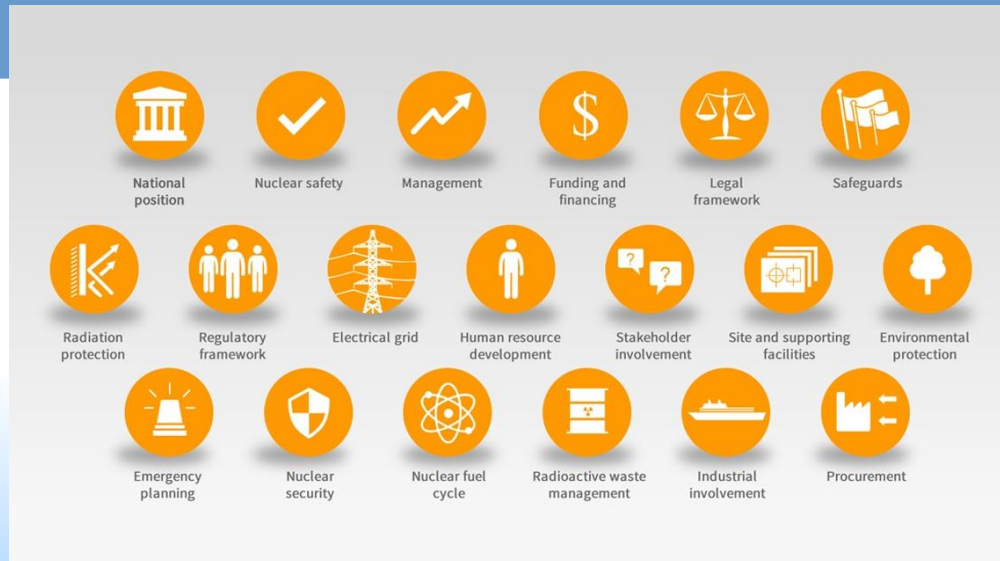 National
position
Nuclear safety
Management
Funding and
financing
Legal
framework
Safeguards
Radiation
protection
Regulatory
framework
Electrical grid
Human resource
development
Stakeholder
involvement
Site and supporting
facilities
Environmental
protection
Emergency
planning
Nuclear
security
Nuclear fuel
cycle
Radioactive waste
management
Industrial
involvement
Procurement